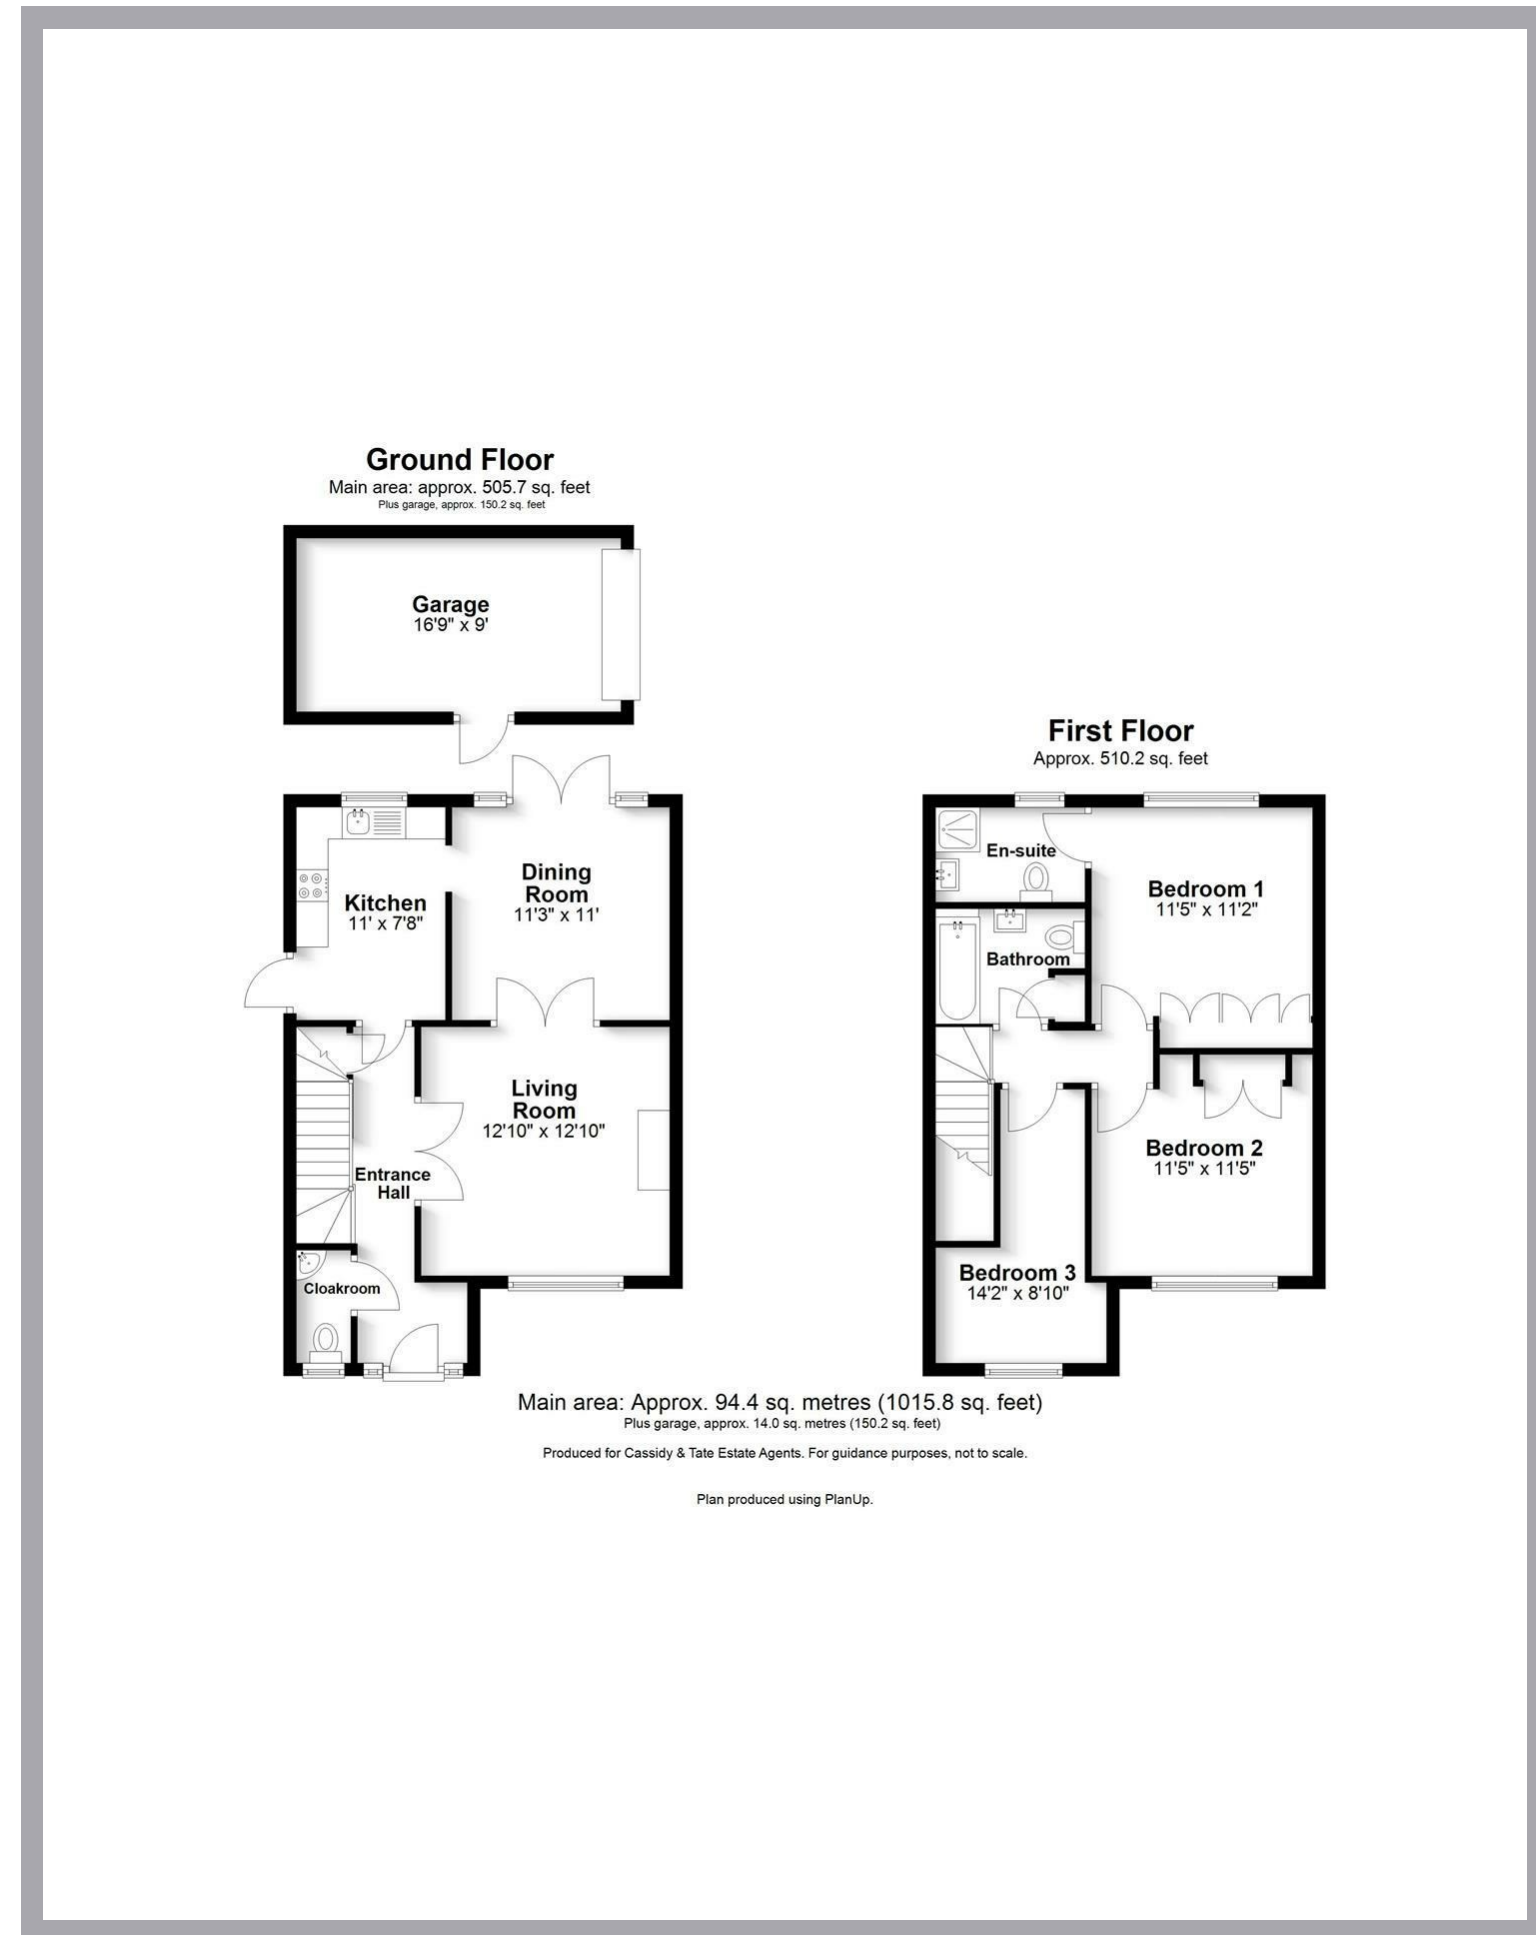 Ground Floor
Main area: approx. 505.7 sq. feet
Plus garage, approx. 150.2 sq. feet
Garage
16'9" x 9'
Kitchen
11' x 7'8"
Dining
Room
11'3" x 11'
Living
Room
12'10" x 12'10"
Entrance
Hall
Cloakroom
First Floor
Approx. 510.2 sq. feet
En-suite
Bedroom 1
11'5" x 11'2"
Bathroom
Bedroom 2
11'5" x 11'5"
Bedroom 3
14'2" x 8'10"
Main area: Approx. 94.4 sq. metres (1015.8 sq. feet)
Plus garage, approx. 14.0 sq. metres (150.2 sq. feet)
Produced for Cassidy & Tate Estate Agents. For guidance purposes, not to scale.
Plan produced using PlanUp.